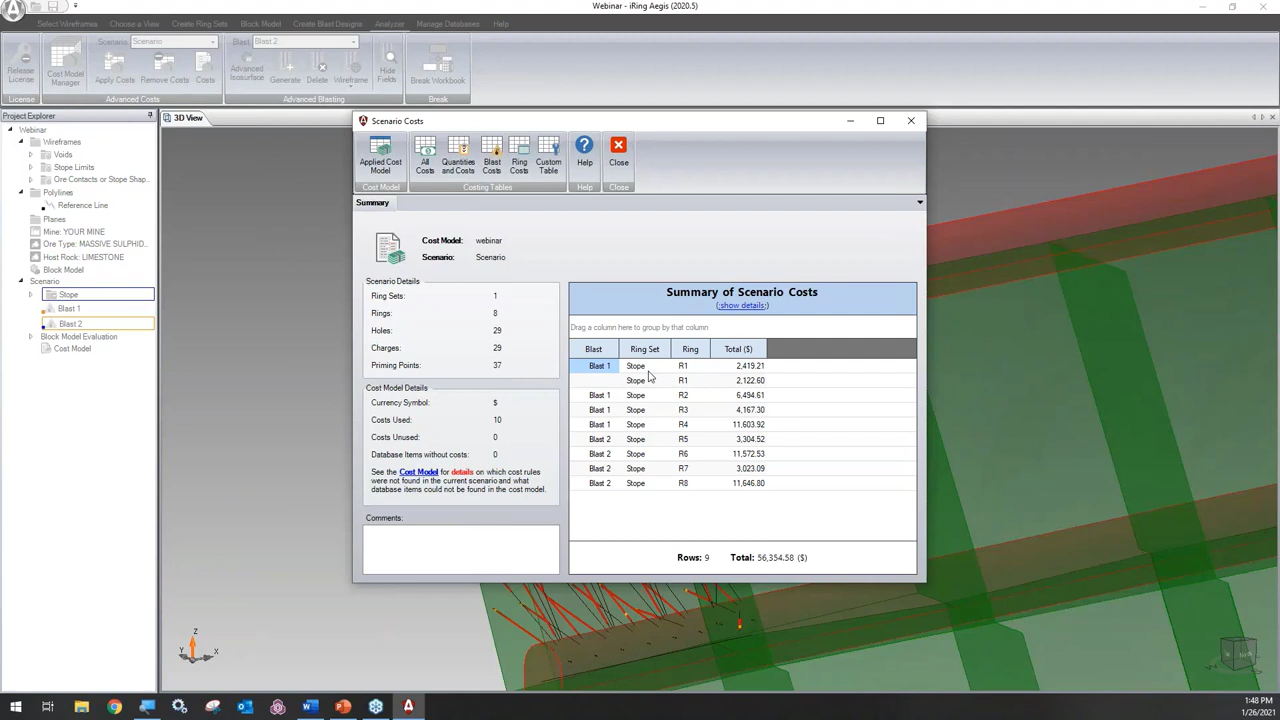 Webinar - iRing Aegis (2020.5)
Select Wireframes Choose a View Create Ring Sets Block Model Create Blast Designs Analyzer Manage Databases Help
Scenario: Scenario Blast: Blast 2
Release License
Cost Model Manager
Apply Costs
Remove Costs
Costs
Advanced Isosurface
Generate
Delete
Wireframe
Hide Fields
Break Workbook
License Advanced Costs Advanced Blasting Break
Project Explorer
3D View
Webinar
Wireframes
Voids
Stope Limits
Ore Contacts or Stope Shap...
Polylines
Reference Line
Planes
Mine: YOUR MINE
Ore Type: MASSIVE SULPHID...
Host Rock: LIMESTONE
Block Model
Scenario
Stope
Blast 1
Blast 2
Block Model Evaluation
Cost Model
Scenario Costs
Applied Cost Model
All Costs
Quantities and Costs
Blast Costs
Ring Costs
Custom Table
Help
Close
Cost Model Costing Tables Help Close
Summary
Cost Model: webinar
Scenario: Scenario
Scenario Details
Ring Sets: 1
Rings: 8
Holes: 29
Charges: 29
Priming Points: 37
Cost Model Details
Currency Symbol: $
Costs Used: 10
Costs Unused: 0
Database Items without costs: 0
See the Cost Model for details on which cost rules
were not found in the current scenario and what
database items could not be found in the cost model.
Comments:
Summary of Scenario Costs
(:show details:)
Drag a column here to group by that column
Blast Ring Set Ring Total ($)
Blast 1 Stope R1 2,419.21
Stope R1 2,122.60
Blast 1 Stope R2 6,494.61
Blast 1 Stope R3 4,167.30
Blast 1 Stope R4 11,603.92
Blast 2 Stope R5 3,304.52
Blast 2 Stope R6 11,572.53
Blast 2 Stope R7 3,023.09
Blast 2 Stope R8 11,646.80
Rows: 9 Total: 56,354.58 ($)
Z
Y
X
1:48 PM
1/26/2021